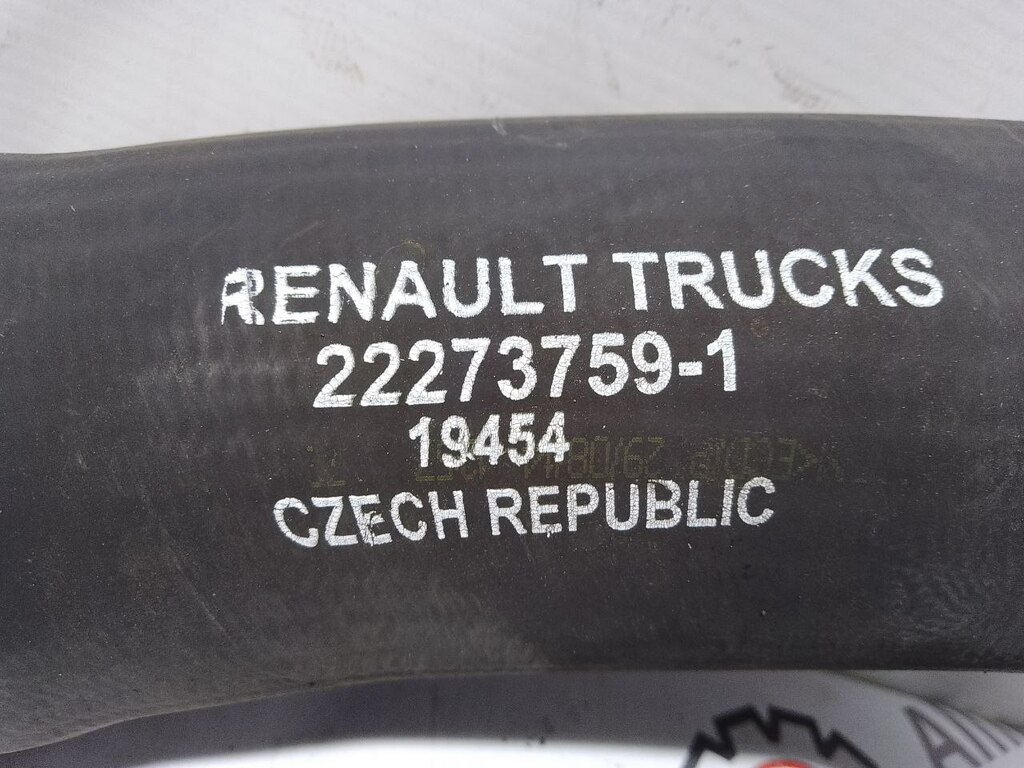 RENAULT TRUCKS
22273759-1
19454
CZECH REPUBLIC